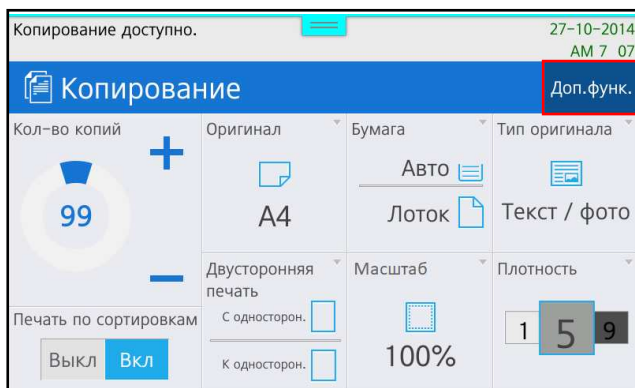 Копирование доступно.
27-10-2014
AM 7 07
Копирование
Доп.функ.
Кол-во копий
+
99
–
Оригинал
A4
Бумага
Авто
Лоток
Тип оригинала
Текст / фото
Печать по сортировкам
Выкл Вкл
Двусторонняя
печать
С односторон.
К односторон.
Масштаб
100%
Плотность
1 5 9